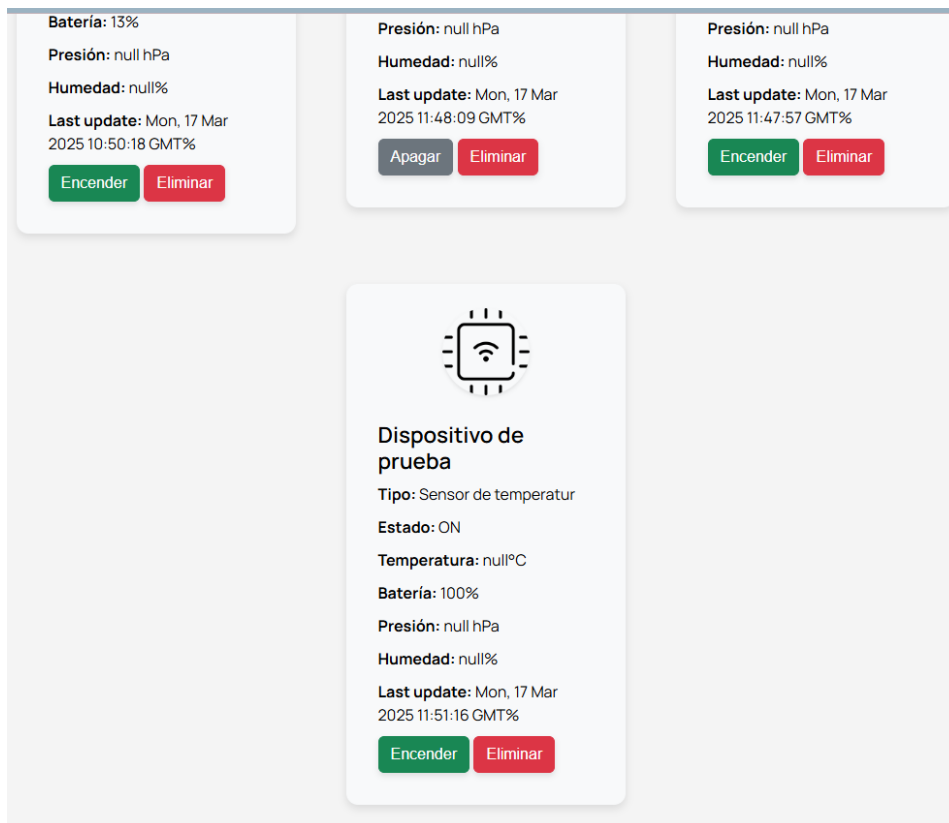 Batería: 13%
Presión: null hPa
Humedad: null%
Last update: Mon, 17 Mar
2025 10:50:18 GMT%
Encender Eliminar
Presión: null hPa
Humedad: null%
Last update: Mon, 17 Mar
2025 11:48:09 GMT%
Apagar Eliminar
Presión: null hPa
Humedad: null%
Last update: Mon, 17 Mar
2025 11:47:57 GMT%
Encender Eliminar
Dispositivo de
prueba
Tipo: Sensor de temperatur
Estado: ON
Temperatura: null°C
Batería: 100%
Presión: null hPa
Humedad: null%
Last update: Mon, 17 Mar
2025 11:51:16 GMT%
Encender Eliminar